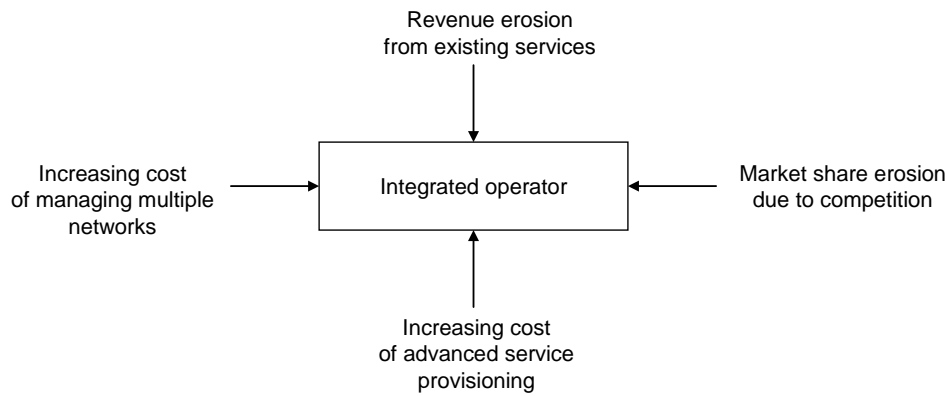 Revenue erosion
from existing services
Increasing cost
of managing multiple
networks
Integrated operator
Market share erosion
due to competition
Increasing cost
of advanced service
provisioning